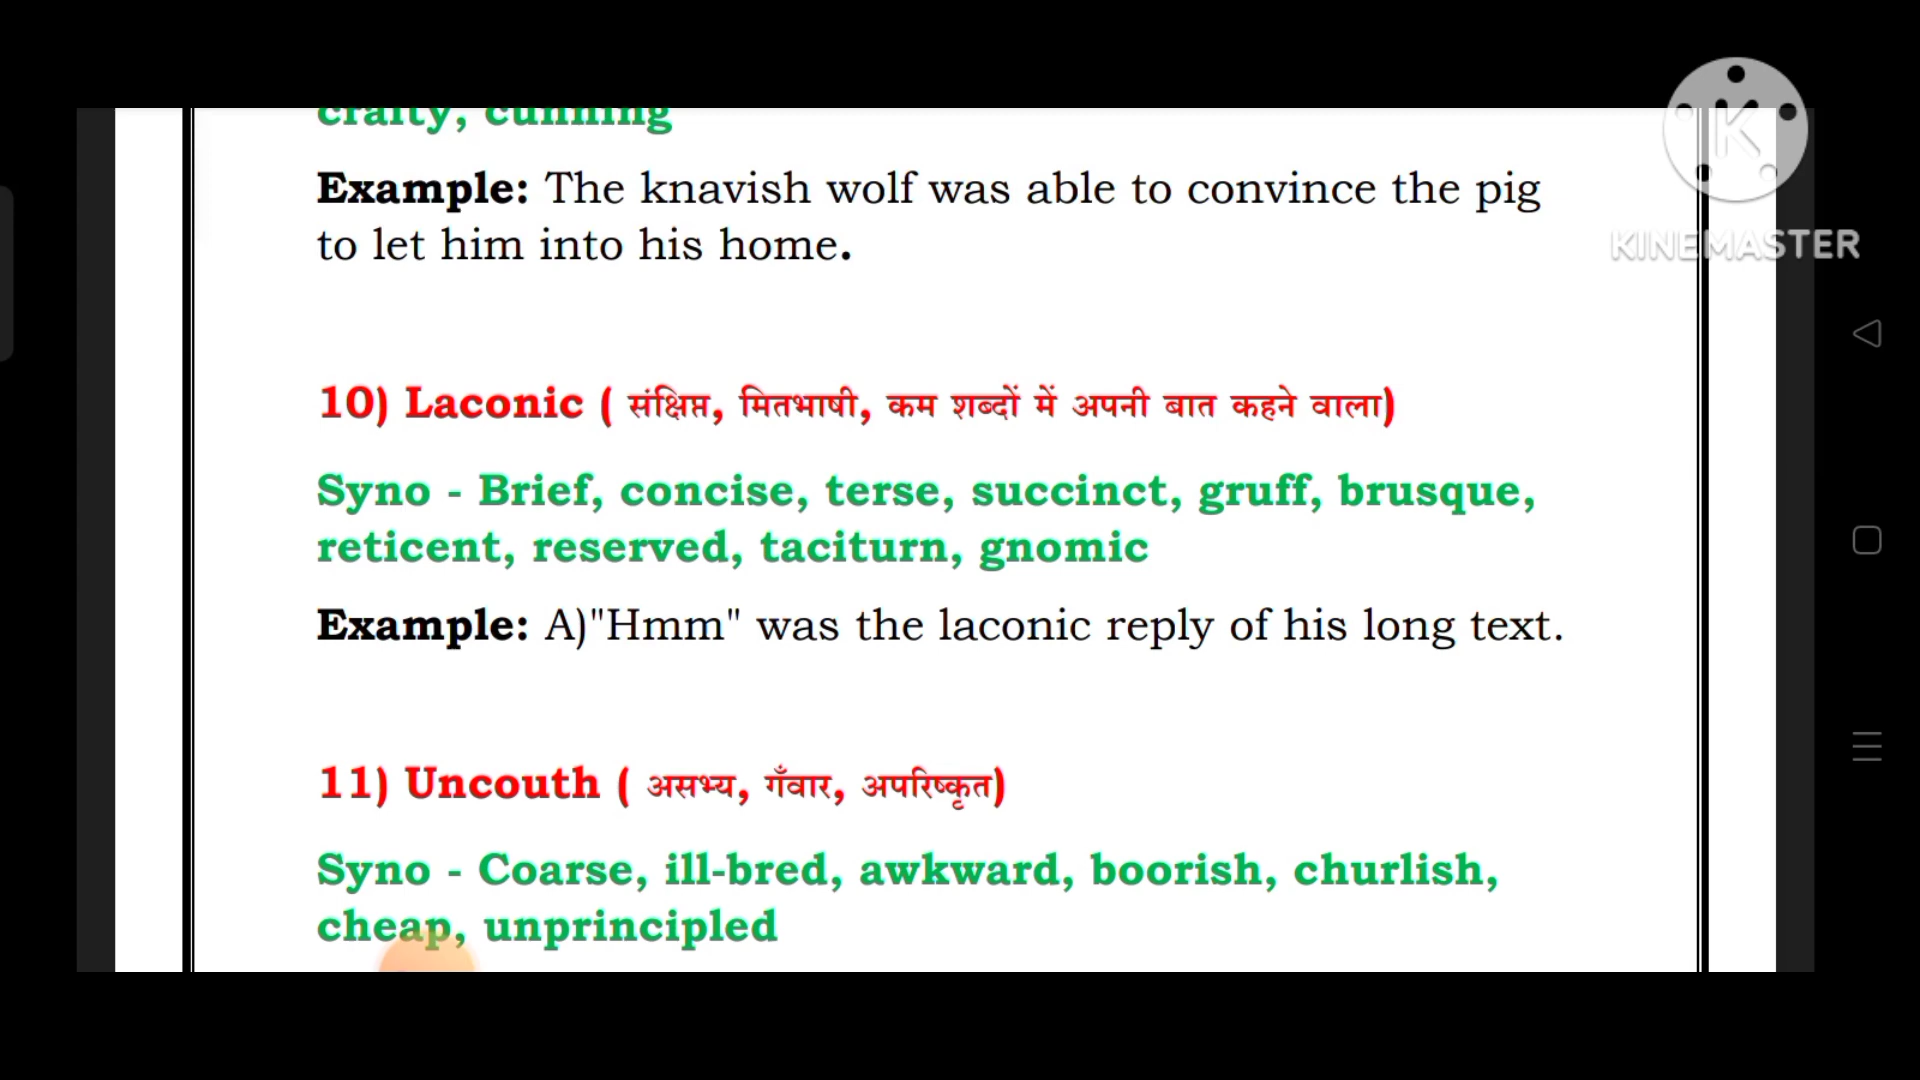 crafty, cunning
K
Example: The knavish wolf was able to convince the pig
to let him into his home.
KINEMASTER
10) Laconic ( संक्षिप्त, मितभाषी, कम शब्दों में अपनी बात कहने वाला)
Syno - Brief, concise, terse, succinct, gruff, brusque,
reticent, reserved, taciturn, gnomic
Example: A)"Hmm" was the laconic reply of his long text.
11) Uncouth ( असभ्य, गँवार, अपरिष्कृत)
Syno - Coarse, ill-bred, awkward, boorish, churlish,
cheap, unprincipled